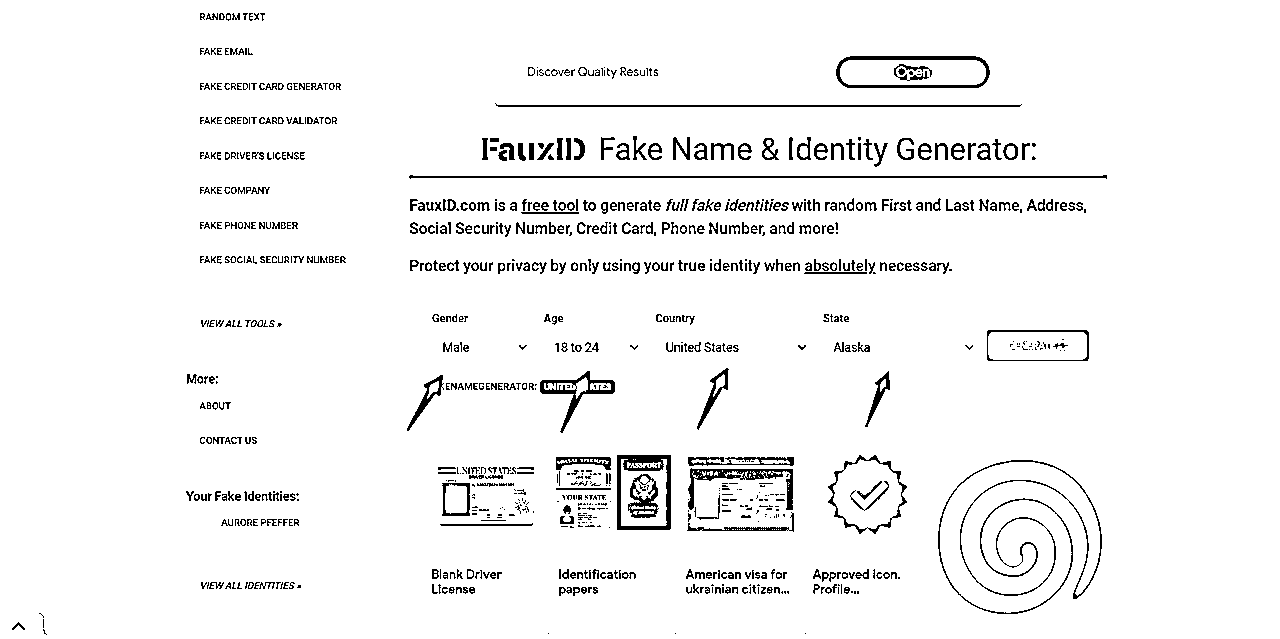 RANDOM TEXT
FAKE EMAIL
FAKE CREDIT CARD GENERATOR
FAKE CREDIT CARD VALIDATOR
FAKE DRIVER'S LICENSE
FAKE COMPANY
FAKE PHONE NUMBER
FAKE SOCIAL SECURITY NUMBER
VIEW ALL TOOLS »
More:
ABOUT
CONTACT US
Your Fake Identities:
AURORE PFEFFER
VIEW ALL IDENTITIES »
Discover Quality Results
Open
FauxID Fake Name & Identity Generator:
FauxID.com is a free tool to generate full fake identities with random First and Last Name, Address,
Social Security Number, Credit Card, Phone Number, and more!
Protect your privacy by only using your true identity when absolutely necessary.
Gender Age Country State
Male 18 to 24 United States Alaska
UNITED STATES
UNITED STATES
DRIVER LICENSE
PASSPORT
YOUR STATE
Blank Driver
License
Identification
papers
American visa for
ukrainian citizen...
Approved icon.
Profile...